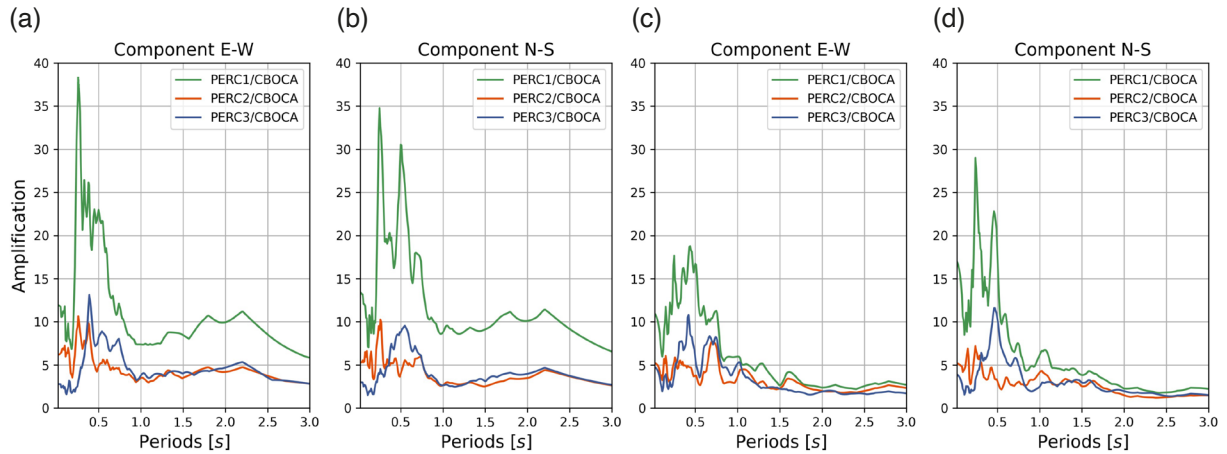 (a)
Component E-W
40
35
30
25
20
15
10
5
0
Amplification
PERC1/CBOCA
PERC2/CBOCA
PERC3/CBOCA
0.5 1.0 1.5 2.0 2.5 3.0
Periods [s]
(b)
Component N-S
40
35
30
25
20
15
10
5
0
PERC1/CBOCA
PERC2/CBOCA
PERC3/CBOCA
0.5 1.0 1.5 2.0 2.5 3.0
Periods [s]
(c)
Component E-W
40
35
30
25
20
15
10
5
0
PERC1/CBOCA
PERC2/CBOCA
PERC3/CBOCA
0.5 1.0 1.5 2.0 2.5 3.0
Periods [s]
(d)
Component N-S
40
35
30
25
20
15
10
5
0
PERC1/CBOCA
PERC2/CBOCA
PERC3/CBOCA
0.5 1.0 1.5 2.0 2.5 3.0
Periods [s]